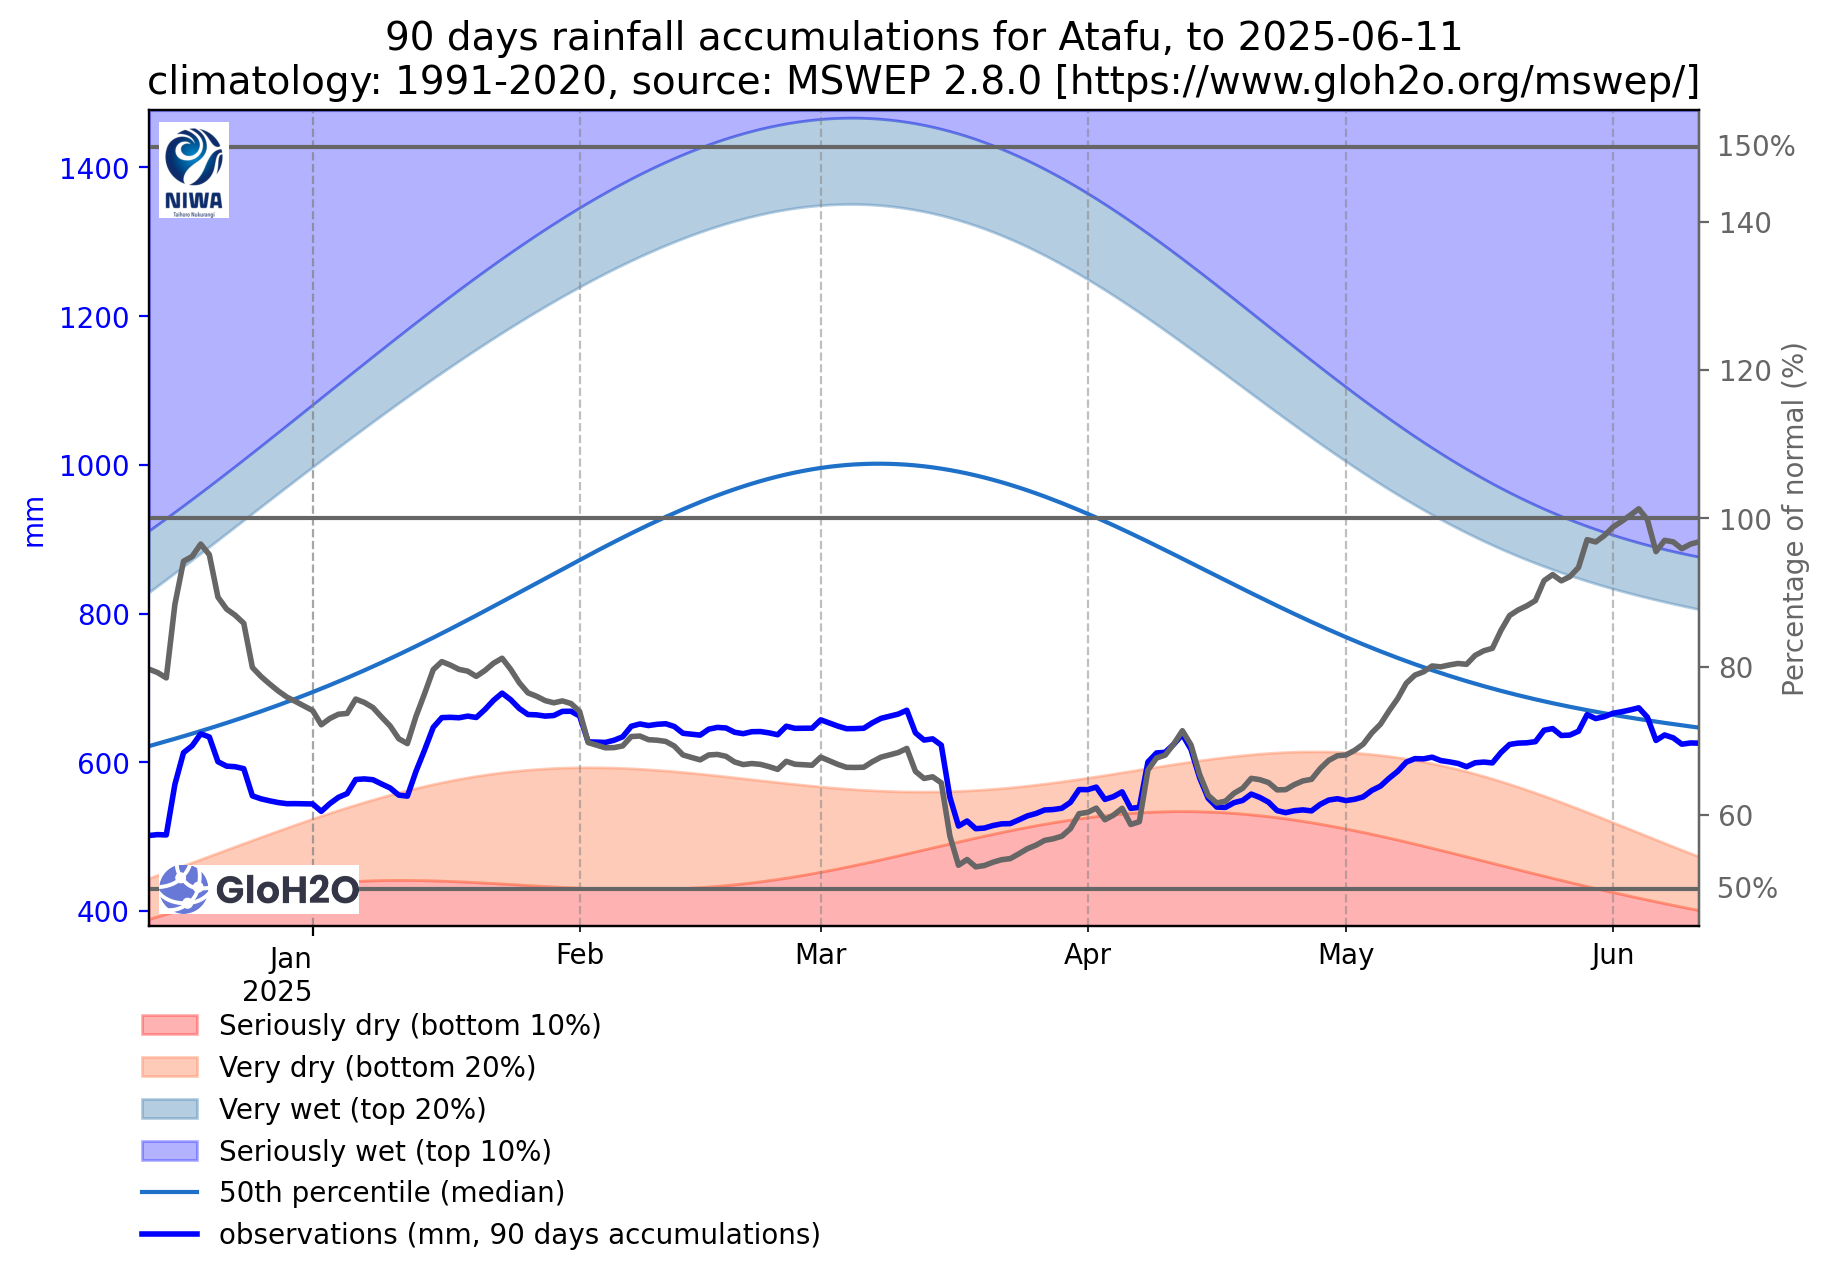 90 days rainfall accumulations for Atafu, to 2025-06-11
climatology: 1991-2020, source: MSWEP 2.8.0 [https://www.gloh2o.org/mswep/]
NIWA
Taihoro Nukurangi
1400
1200
1000
800
600
400
mm
150%
140
120
100
80
60
50%
Percentage of normal (%)
GloH2O
Jan
2025
Feb
Mar
Apr
May
Jun
Seriously dry (bottom 10%)
Very dry (bottom 20%)
Very wet (top 20%)
Seriously wet (top 10%)
50th percentile (median)
observations (mm, 90 days accumulations)